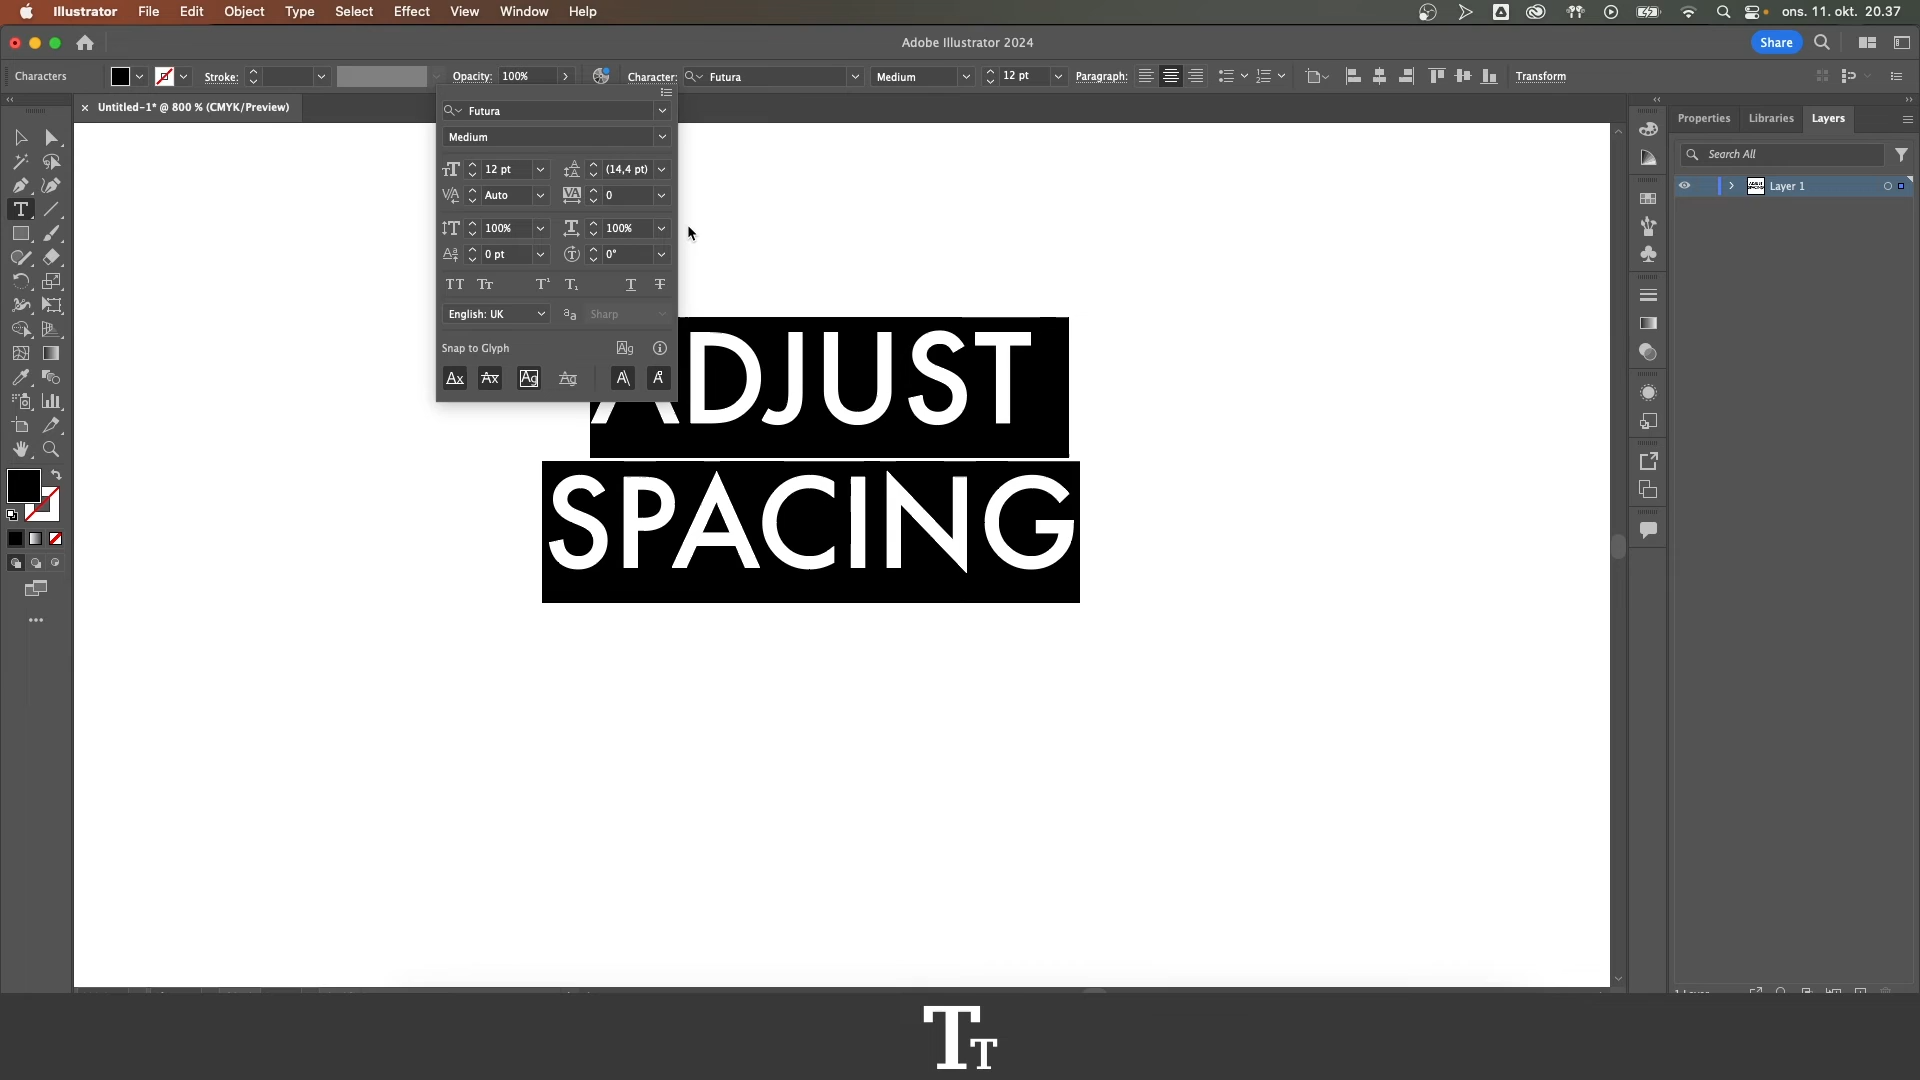 Illustrator File Edit Object Type Select Effect View Window Help ons. 11. okt. 20.37
Adobe Illustrator 2024 Share
Characters Stroke: Opacity: 100% Character: Futura Medium 12 pt Paragraph: Transform
Untitled-1* @ 800 % (CMYK/Preview)
Futura
Medium
12 pt (14,4 pt)
Auto 0
100% 100%
0 pt 0°
English: UK Sharp
Snap to Glyph
ADJUST
SPACING
Properties Libraries Layers
Search All
Layer 1